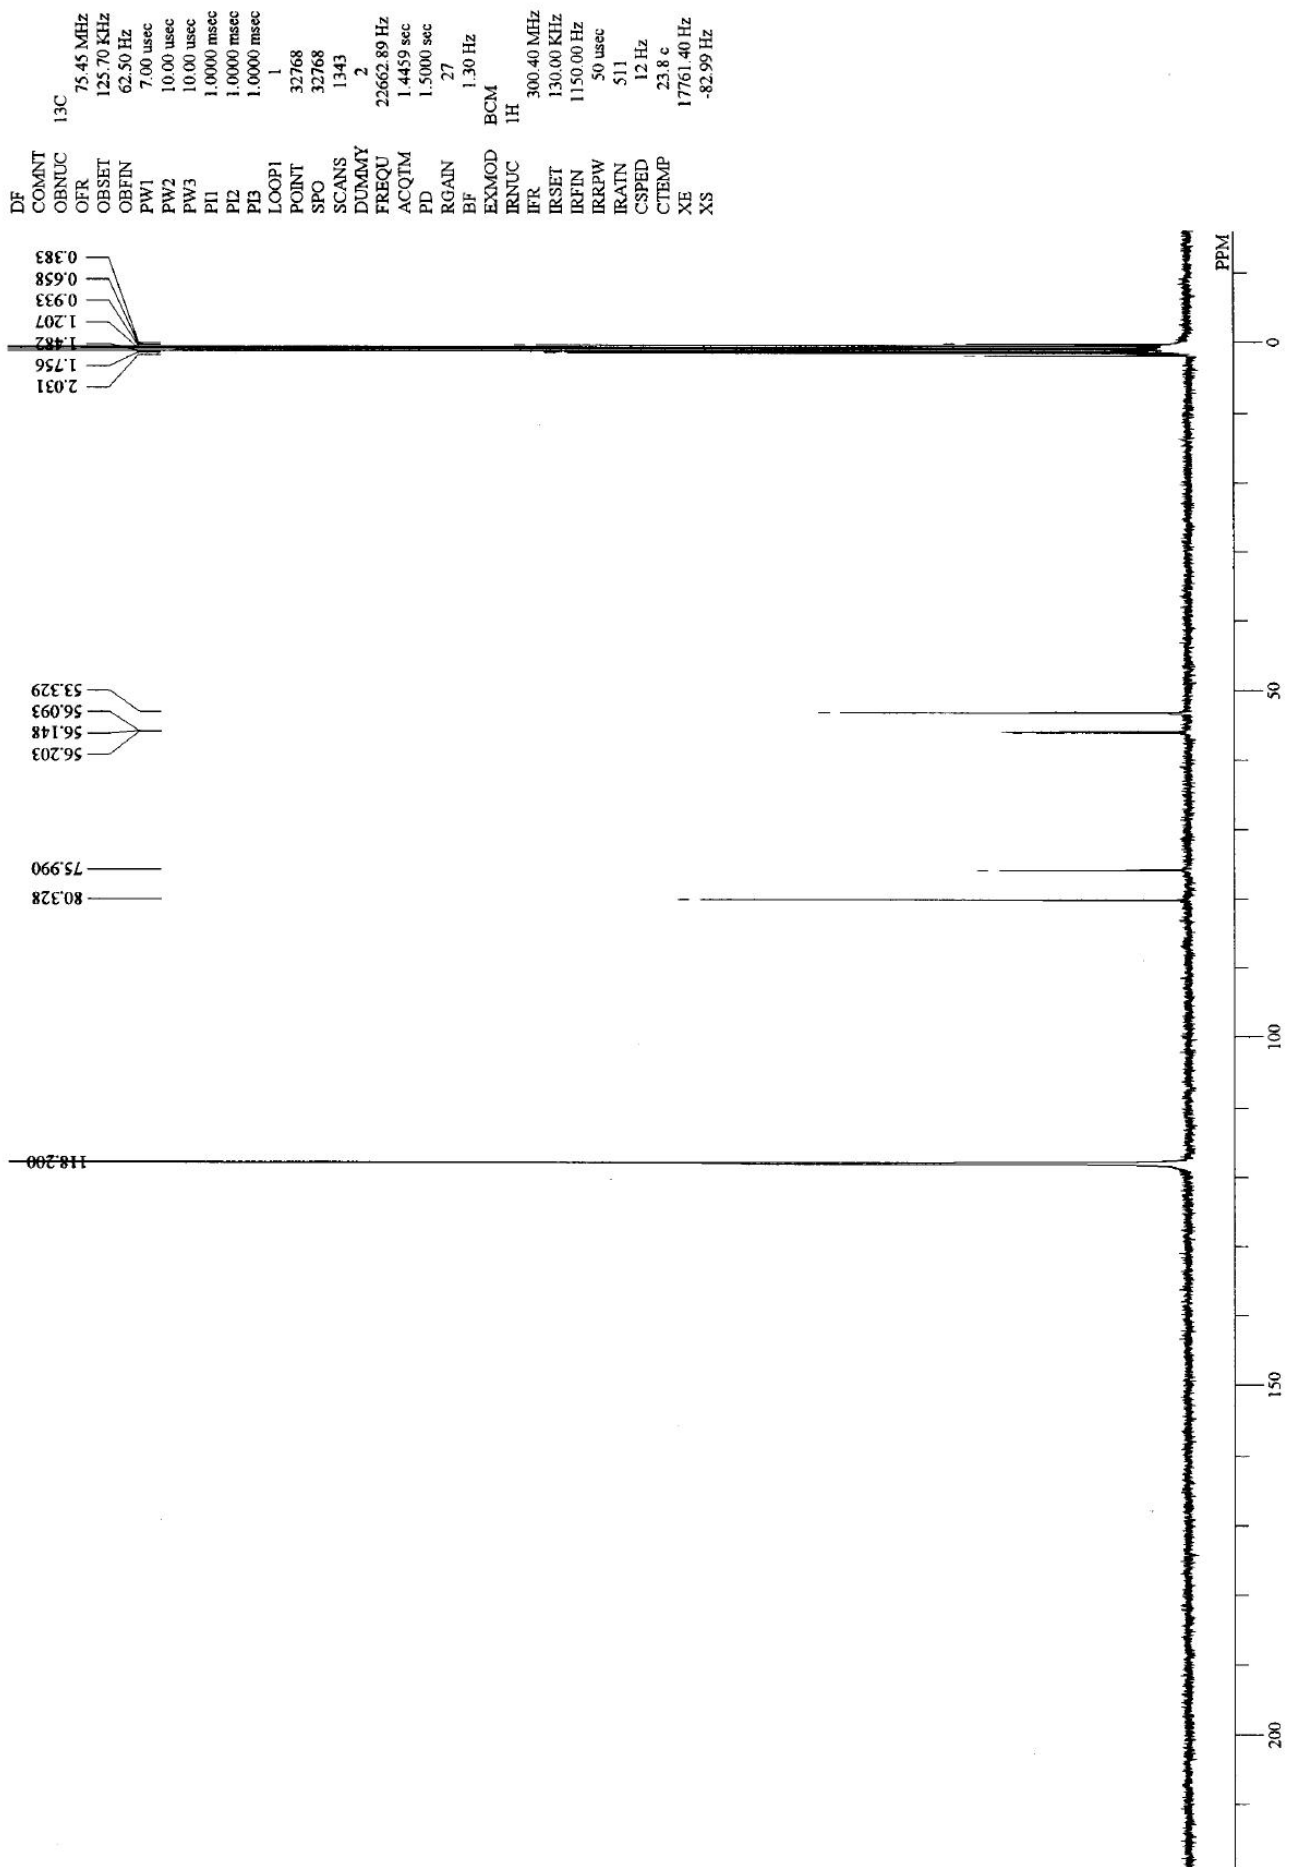 DF
COMNT
OBNUC 13C
OFR 75.45 MHz
OBSET 125.70 KHz
OBFIN 62.50 Hz
PW1 7.00 usec
PW2 10.00 usec
PW3 10.00 usec
PI1 1.0000 msec
PI2 1.0000 msec
PI3 1.0000 msec
LOOP1 1
POINT 32768
SPO 32768
SCANS 1343
DUMMY 2
FREQU 22662.89 Hz
ACQTM 1.4459 sec
PD 1.5000 sec
RGAIN 27
BF 1.30 Hz
EXMOD BCM
IRNUC 1H
IFR 300.40 MHz
IRSET 130.00 KHz
IRFIN 1150.00 Hz
IRRPW 50 usec
IRATN 511
CSPED 12 Hz
CTEMP 23.8 c
XE 17761.40 Hz
XS -82.99 Hz
0.383
0.658
0.933
1.207
1.482
1.756
2.031
53.329
56.093
56.148
56.203
75.990
80.328
118.200
PPM
0
50
100
150
200